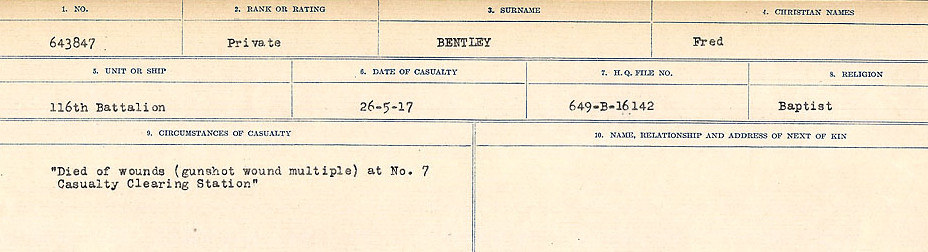 1. NO. 2. RANK OR RATING 3. SURNAME 4. CHRISTIAN NAMES
643847 Private BENTLEY Fred
5. UNIT OR SHIP 6. DATE OF CASUALTY 7. H.Q. FILE NO. 8. RELIGION
116th Battalion 26-5-17 649-B-16142 Baptist
9. CIRCUMSTANCES OF CASUALTY 10. NAME, RELATIONSHIP AND ADDRESS OF NEXT OF KIN
"Died of wounds (gunshot wound multiple) at No. 7
Casualty Clearing Station"